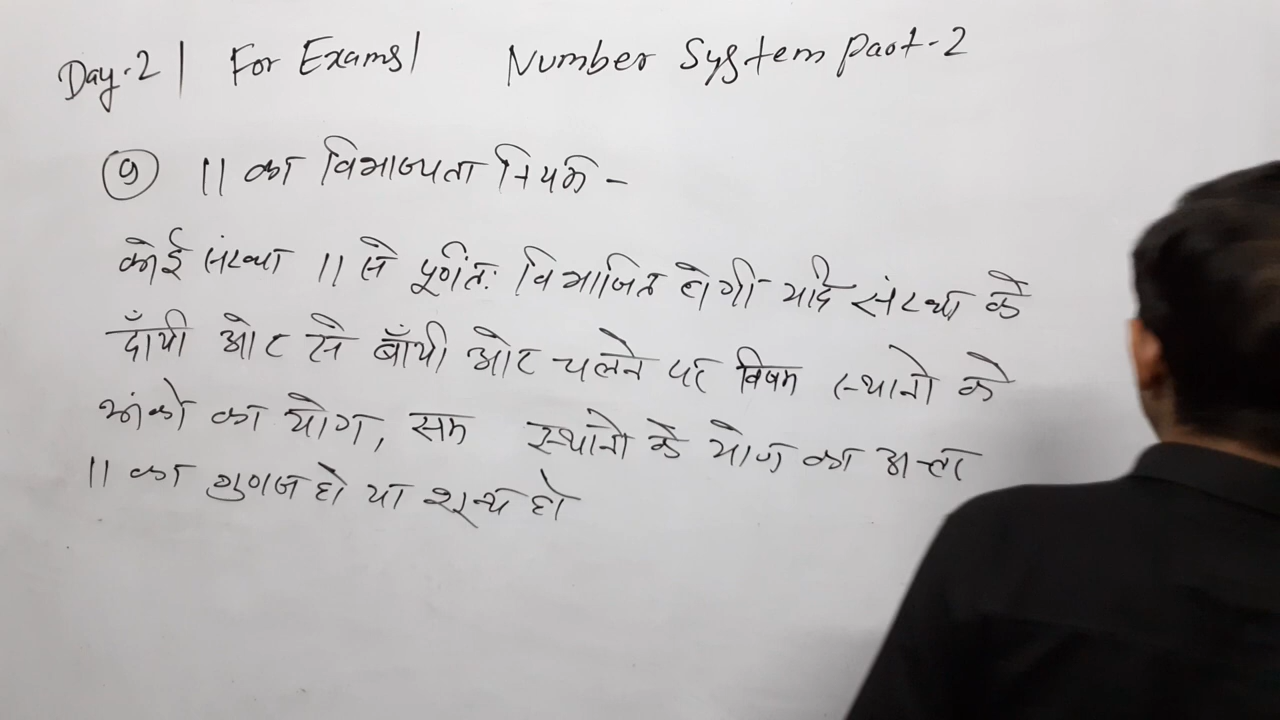 Day-2 | For Exams | Number System Part-2
(9) 11 का विभाज्यता नियम -
कोई संख्या 11 से पूर्णतः विभाजित होगी यदि संख्या के
दाँयी ओर से बाँयी ओर चलने पर विषम स्थानो के
अंको का योग, सम स्थानो के योग का अन्तर
11 का गुणज हो या शून्य हो